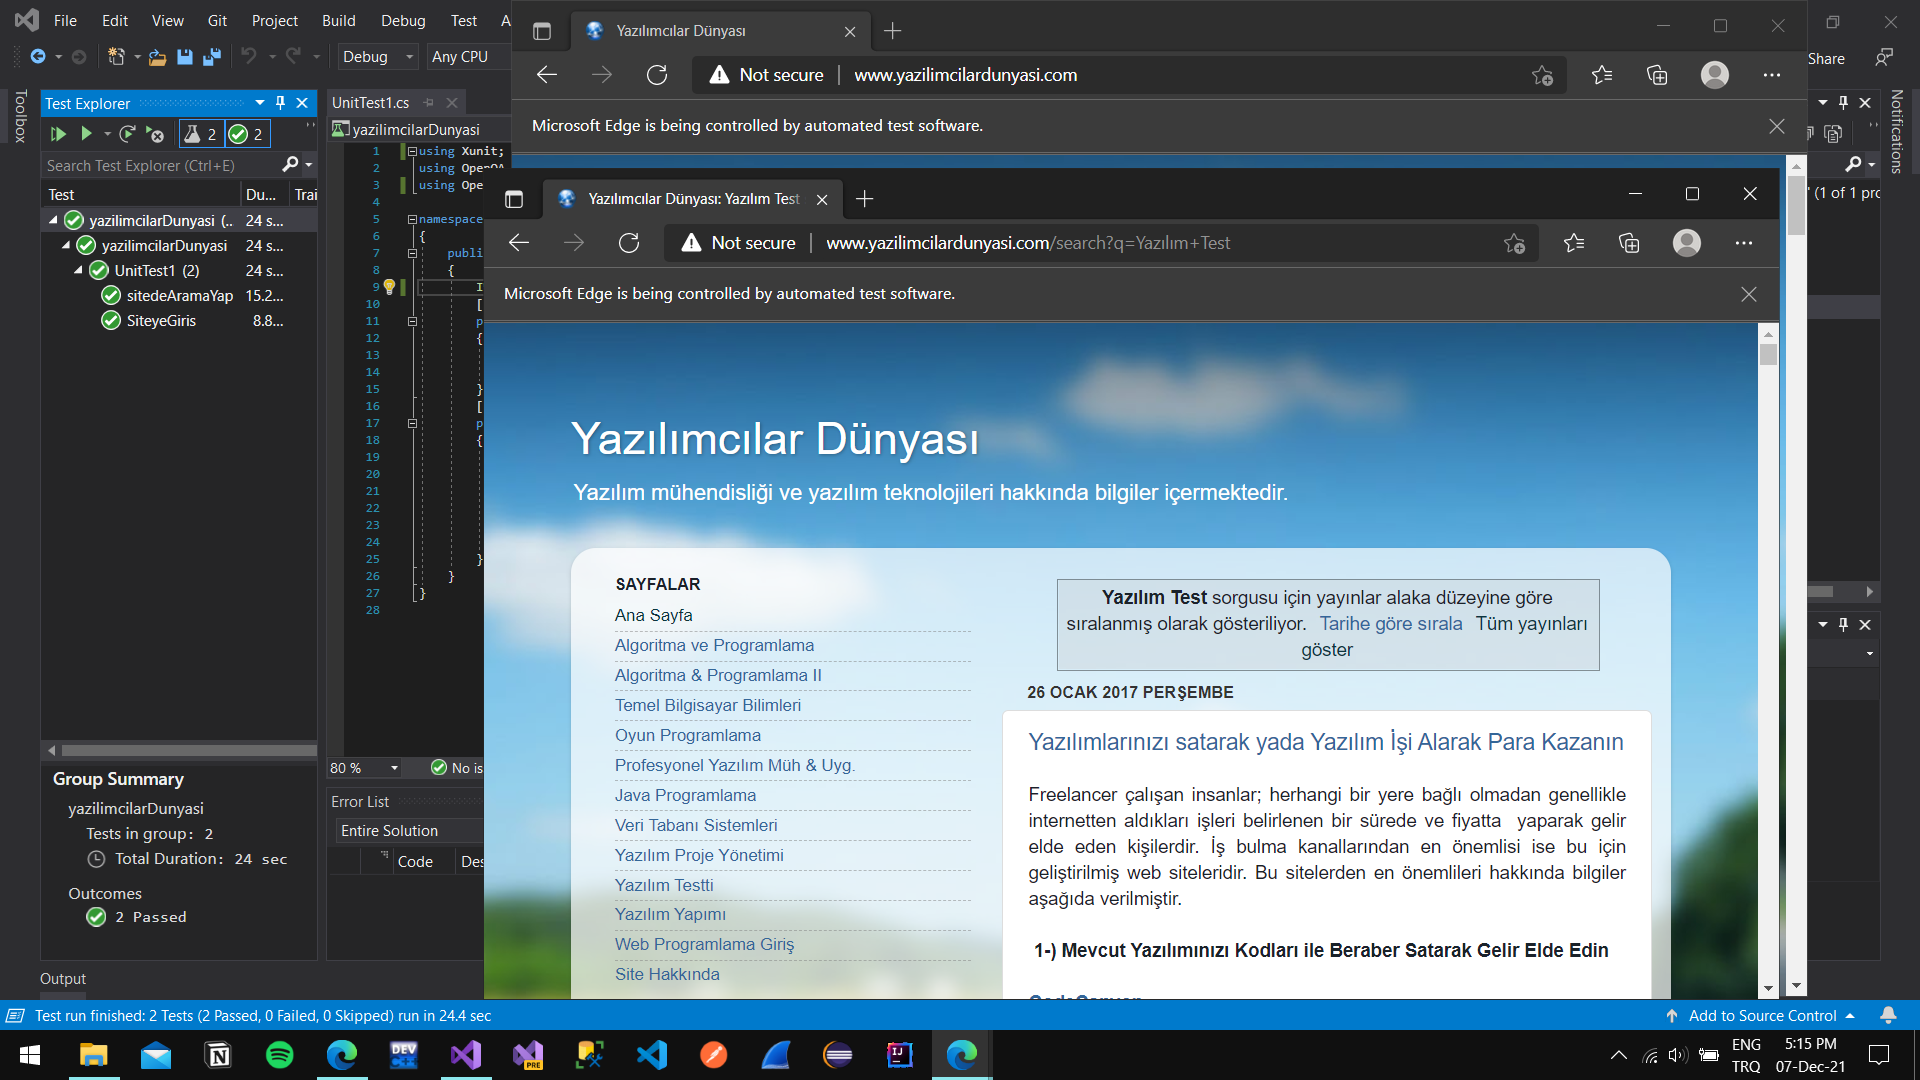 File Edit View Git Project Build Debug Test
Debug Any CPU
Share
Toolbox
Test Explorer
2 2
Search Test Explorer (Ctrl+E)
Test Du... Trai
yazilimcilarDunyasi (.. 24 s...
yazilimcilarDunyasi 24 s...
UnitTest1 (2) 24 s...
sitedeAramaYap 15.2...
SiteyeGiris 8.8...
Group Summary
yazilimcilarDunyasi
Tests in group: 2
Total Duration: 24 sec
Outcomes
2 Passed
Output
UnitTest1.cs
yazilimcilarDunyasi
1 using Xunit;
2 using OpenQA
3 using Ope
4
5 namespace
6 {
7 publi
8 {
9 I
10 [
11 p
12 {
13
14
15 }
16 [
17 p
18 {
19
20
21
22
23
24
25 }
26 }
27 }
28
80 % No is
Error List
Entire Solution
Code Des
Yazılımcılar Dünyası
Not secure www.yazilimcilardunyasi.com
Microsoft Edge is being controlled by automated test software.
Yazılımcılar Dünyası: Yazılım Test
Not secure www.yazilimcilardunyasi.com/search?q=Yazılım+Test
Microsoft Edge is being controlled by automated test software.
Yazılımcılar Dünyası
Yazılım mühendisliği ve yazılım teknolojileri hakkında bilgiler içermektedir.
SAYFALAR
Ana Sayfa
Algoritma ve Programlama
Algoritma & Programlama II
Temel Bilgisayar Bilimleri
Oyun Programlama
Profesyonel Yazılım Müh & Uyg.
Java Programlama
Veri Tabanı Sistemleri
Yazılım Proje Yönetimi
Yazılım Testti
Yazılım Yapımı
Web Programlama Giriş
Site Hakkında
Yazılım Test sorgusu için yayınlar alaka düzeyine göre
sıralanmış olarak gösteriliyor. Tarihe göre sırala Tüm yayınları
göster
26 OCAK 2017 PERŞEMBE
Yazılımlarınızı satarak yada Yazılım İşi Alarak Para Kazanın
Freelancer çalışan insanlar; herhangi bir yere bağlı olmadan genellikle
internetten aldıkları işleri belirlenen bir sürede ve fiyatta yaparak gelir
elde eden kişilerdir. İş bulma kanallarından en önemlisi ise bu için
geliştirilmiş web siteleridir. Bu sitelerden en önemlileri hakkında bilgiler
aşağıda verilmiştir.
1-) Mevcut Yazılımınızı Kodları ile Beraber Satarak Gelir Elde Edin
Notifications
(1 of 1 pro
Test run finished: 2 Tests (2 Passed, 0 Failed, 0 Skipped) run in 24.4 sec
Add to Source Control
DEV C++
PRE
IJ
ENG
TRQ
5:15 PM
07-Dec-21